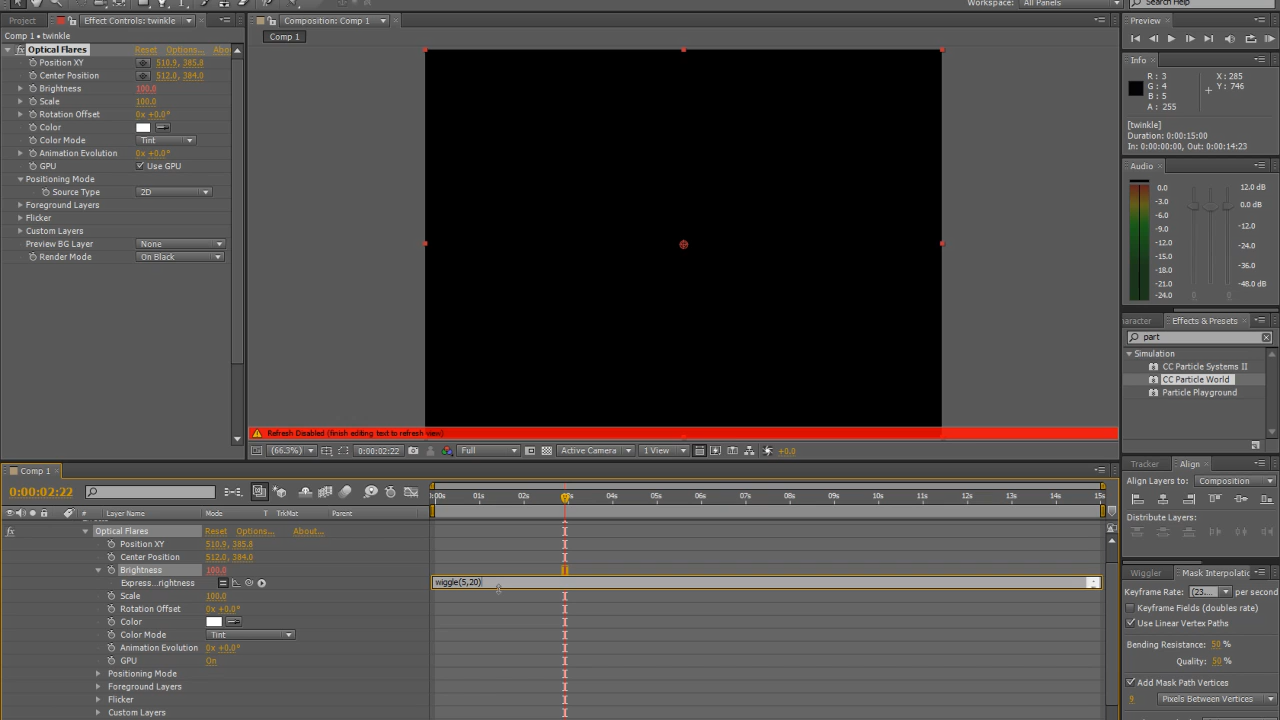 Workspace: All Panels
Search Help
Project
Effect Controls: twinkle
Composition: Comp 1
Preview
Comp 1 • twinkle
Comp 1
Optical Flares Reset Options... Abo
Position XY 510.9, 385.8
Center Position 512.0, 384.0
Brightness 100.0
Scale 100.0
Rotation Offset 0x +0.0°
Color
Color Mode Tint
Animation Evolution 0x +0.0°
GPU Use GPU
Positioning Mode
Source Type 2D
Foreground Layers
Flicker
Custom Layers
Preview BG Layer None
Render Mode On Black
Info
R : 3 X : 285
G : 4 Y : 746
B : 5
A : 255
[twinkle]
Duration: 0:00:15:00
In: 0:00:00:00, Out: 0:00:14:23
Audio
0.0 12.0 dB
-3.0 0.0 dB
-6.0
-9.0 -12.0
-12.0 -24.0
-15.0
-18.0 -36.0
-21.0
-24.0 -48.0 dB
aracter Effects & Presets
part
Simulation
CC Particle Systems II
CC Particle World
Particle Playground
Refresh Disabled (finish editing text to refresh view)
(66.3%) 0:00:02:22 Full Active Camera 1 View +0.0
Tracker Align
Align Layers to: Composition
Distribute Layers:
Comp 1
0:00:02:22
:00s 01s 02s 03s 04s 05s 06s 07s 08s 09s 10s 11s 12s 13s 14s 15s
# Layer Name Mode T TrkMat Parent
fx Optical Flares Reset Options... About...
Position XY 510.9, 385.8
Center Position 512.0, 384.0
Brightness 100.0
Express...rightness wiggle(5,20)
Scale 100.0
Rotation Offset 0x +0.0°
Color
Color Mode Tint
Animation Evolution 0x +0.0°
GPU On
Positioning Mode
Foreground Layers
Flicker
Custom Layers
Wiggler Mask Interpolatic
Keyframe Rate: (23.... per second
Keyframe Fields (doubles rate)
Use Linear Vertex Paths
Bending Resistance: 50 %
Quality: 50 %
Add Mask Path Vertices
9 Pixels Between Vertices